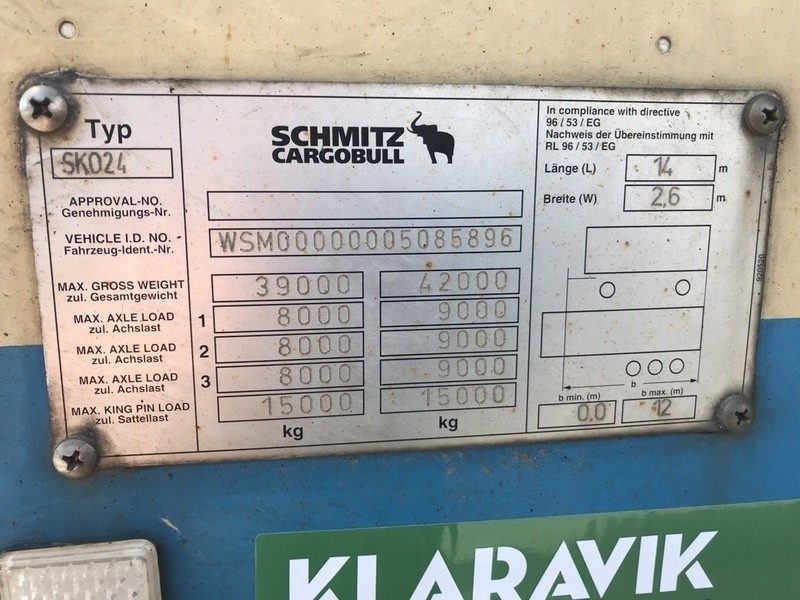 Typ
SKO24
SCHMITZ
CARGOBULL
In compliance with directive
96 / 53 / EG
Nachweis der Übereinstimmung mit
RL 96 / 53 / EG
Länge (L) 14 m
Breite (W) 2,6 m
APPROVAL-NO.
Genehmigungs-Nr.
VEHICLE I.D. NO. WSM00000005085896
Fahrzeug-Ident.-Nr.
MAX. GROSS WEIGHT 39000 42000
zul. Gesamtgewicht
MAX. AXLE LOAD 1 8000 9000
zul. Achslast
MAX. AXLE LOAD 2 8000 9000
zul. Achslast
MAX. AXLE LOAD 3 8000 9000
zul. Achslast
MAX. KING PIN LOAD 15000 15000
zul. Sattellast
kg kg
b
b min. (m) b max. (m)
0,0 12
KLARAVIK